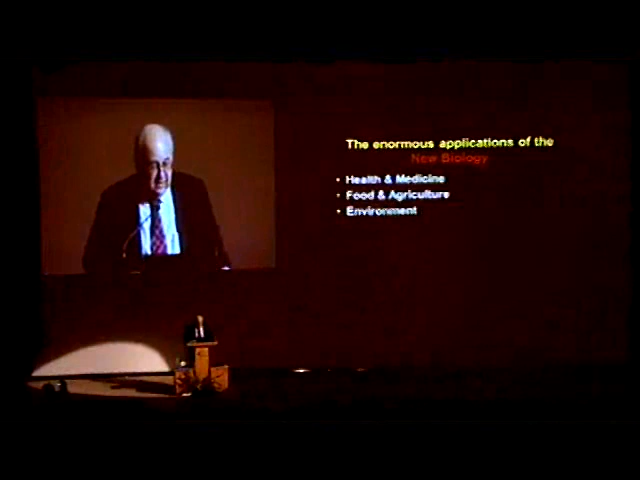 The enormous applications of the
New Biology
• Health & Medicine
• Food & Agriculture
• Environment